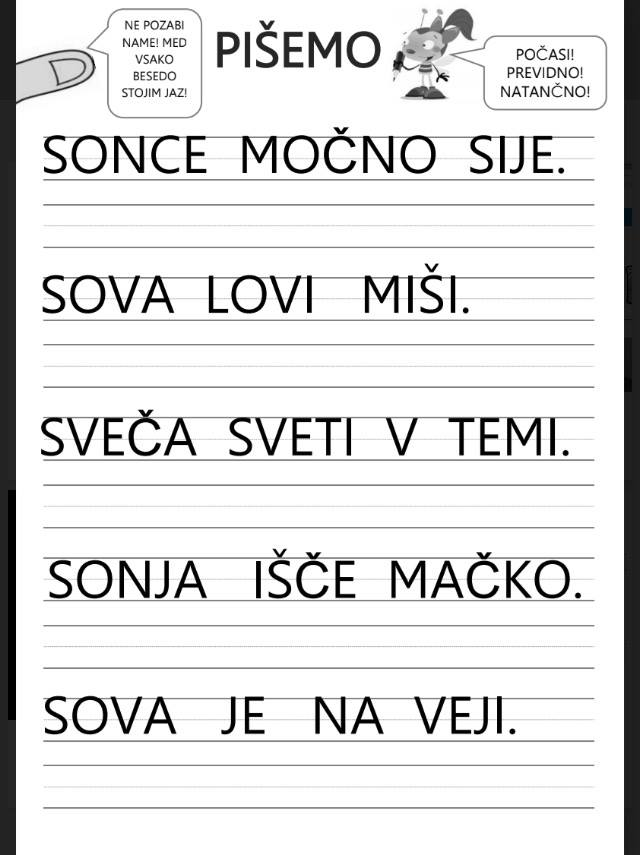 NE POZABI
NAME! MED
VSAKO
BESEDO
STOJIM JAZ!
PIŠEMO
POČASI!
PREVIDNO!
NATANČNO!
SONCE MOČNO SIJE.
SOVA LOVI MIŠI.
SVEČA SVETI V TEMI.
SONJA IŠČE MAČKO.
SOVA JE NA VEJI.